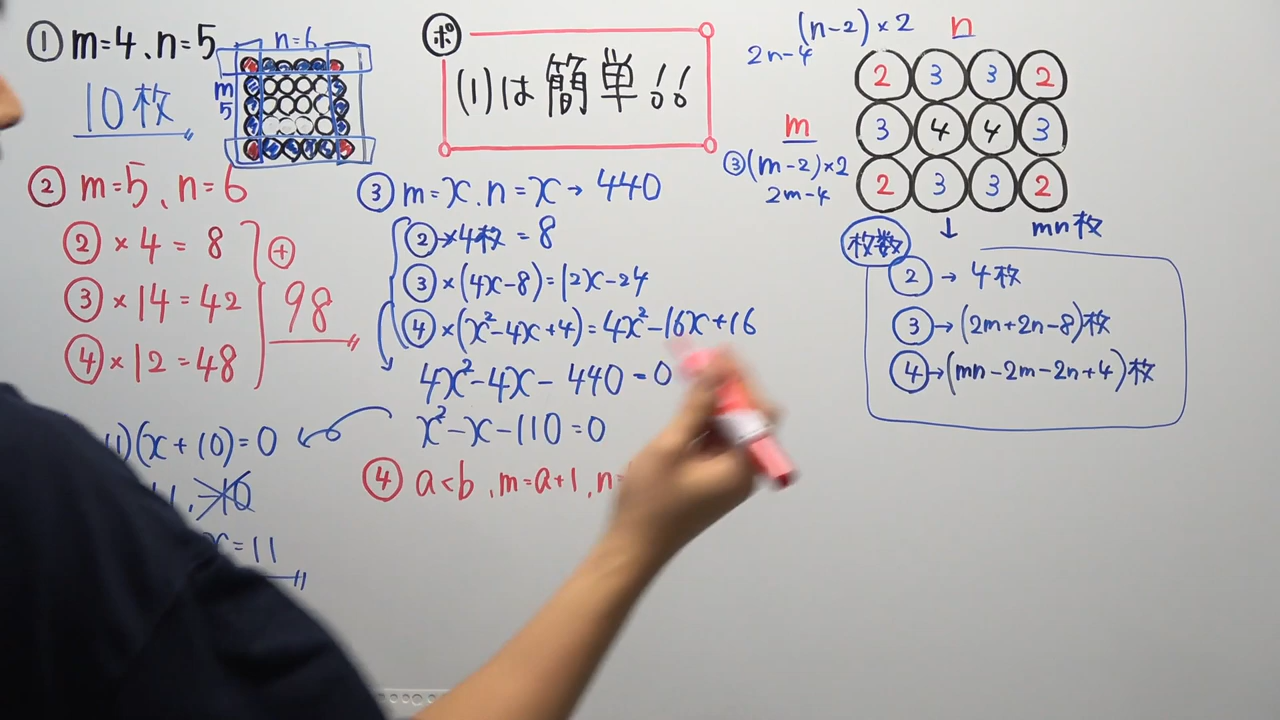 ① m=4、n=5
10枚
n=6
m
5
ポ
(1)は簡単!!
② m=5、n=6
② × 4 = 8
③ × 14 = 42
④ × 12 = 48
+
98
③ m=x、n=x → 440
② × 4枚 = 8
③ × (4x-8) = 12x-24
④ × (x²-4x+4) = 4x²-16x+16
4x²-4x-440=0
x²-x-110=0
)(x+10)=0
, -10
x=11
④ a<b、m=a+1、n=
(n-2)×2
2n-4
n
m
③(m-2)×2
2m-4
2 3 3 2
3 4 4 3
2 3 3 2
↓
mn枚
枚数
② → 4枚
③ → (2m+2n-8)枚
④ → (mn-2m-2n+4)枚